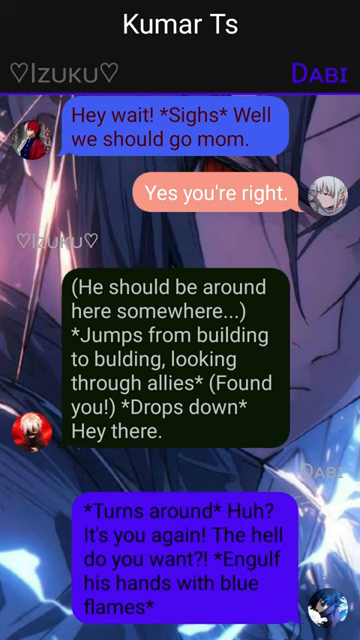 Kumar Ts
♡Izuku♡ Dabi
Hey wait! *Sighs* Well
we should go mom.
Yes you're right.
♡Izuku♡
(He should be around
here somewhere...)
*Jumps from building
to bulding, looking
through allies* (Found
you!) *Drops down*
Hey there.
Dabi
*Turns around* Huh?
It's you again! The hell
do you want?! *Engulf
his hands with blue
flames*